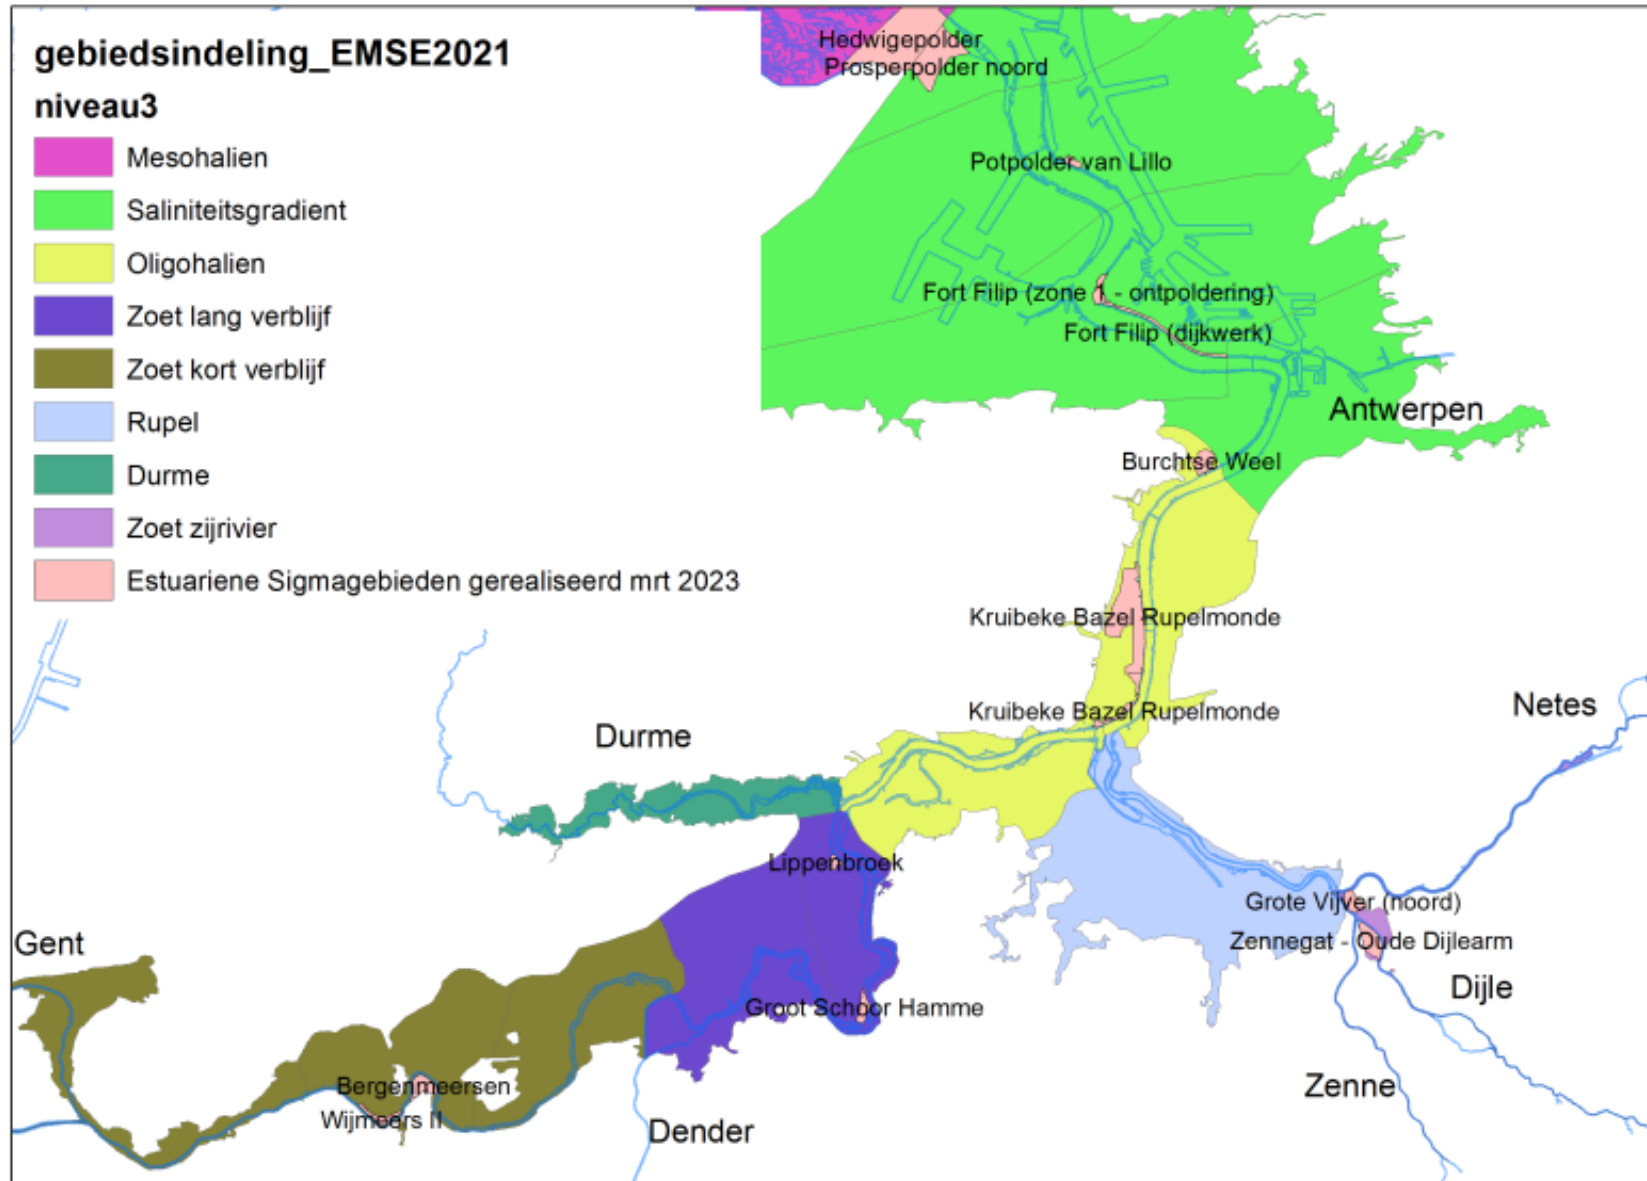 gebiedsindeling_EMSE2021
niveau3
Mesohalien
Saliniteitsgradient
Oligohalien
Zoet lang verblijf
Zoet kort verblijf
Rupel
Durme
Zoet zijrivier
Estuariene Sigmagebieden gerealiseerd mrt 2023
Hedwigepolder
Prosperpolder noord
Potpolder van Lillo
Fort Filip (zone 1 - ontpoldering)
Fort Filip (dijkwerk)
Antwerpen
Burchtse Weel
Kruibeke Bazel Rupelmonde
Kruibeke Bazel Rupelmonde
Netes
Durme
Lippenbroek
Grote Vijver (noord)
Zennegat - Oude Dijlearm
Gent
Dijle
Groot Schoor Hamme
Bergenmeersen
Zenne
Wijmeers II
Dender